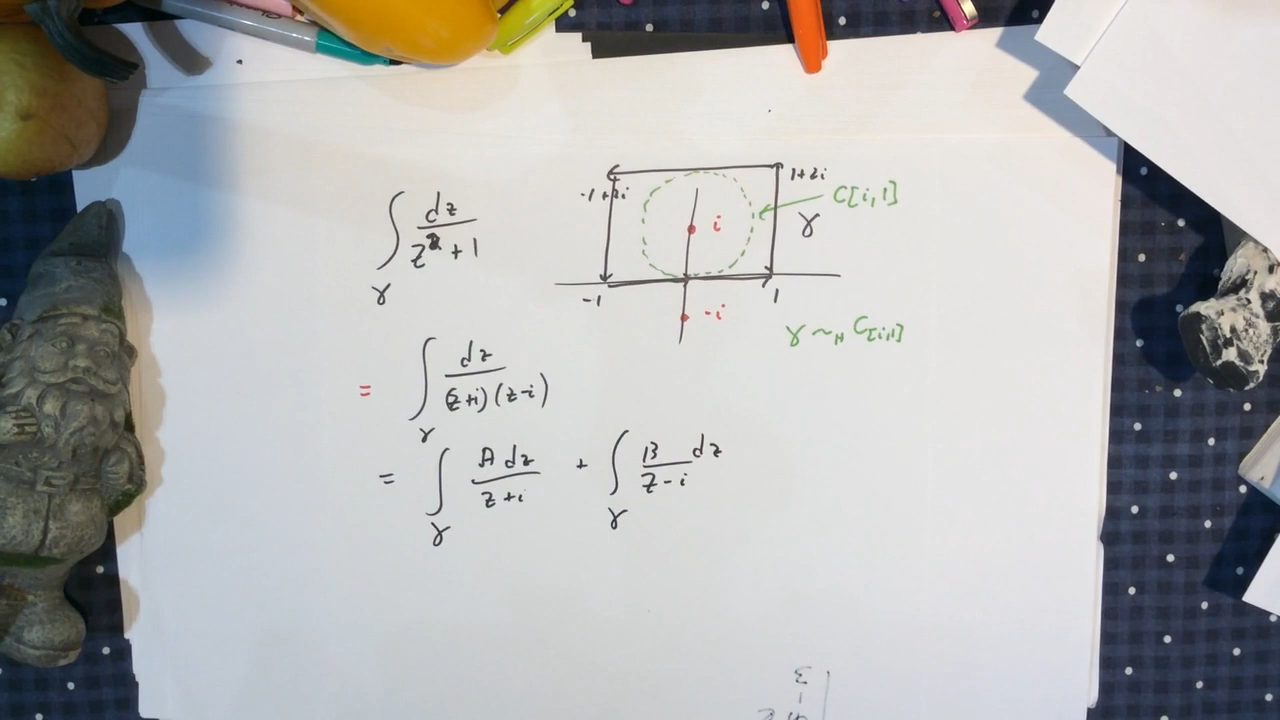 ∫_γ dz / (z² + 1)
-1+2i
1+2i
C[i,1]
i
γ
-1
1
-i
γ ~_H C[i,1]
= ∫_γ dz / ((z+i)(z-i))
= ∫_γ A dz / (z+i) + ∫_γ B / (z-i) dz